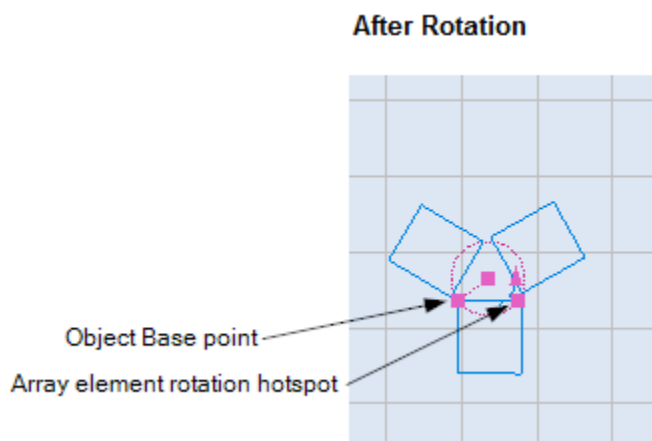 After Rotation
Object Base point
Array element rotation hotspot